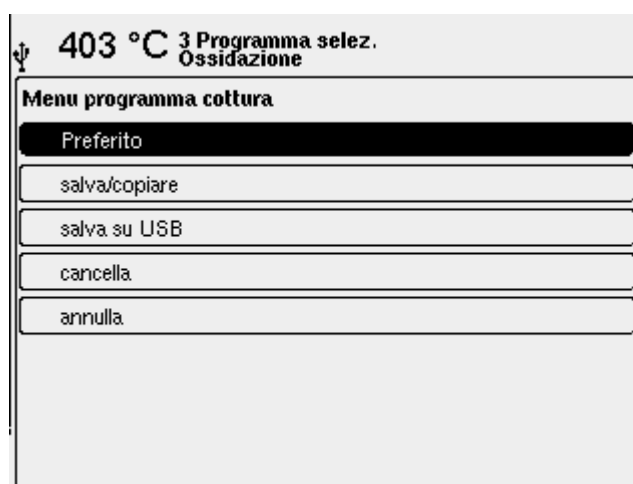 403 °C 3 Programma selez.
Ossidazione
Menu programma cottura
Preferito
salva/copiare
salva su USB
cancella
annulla